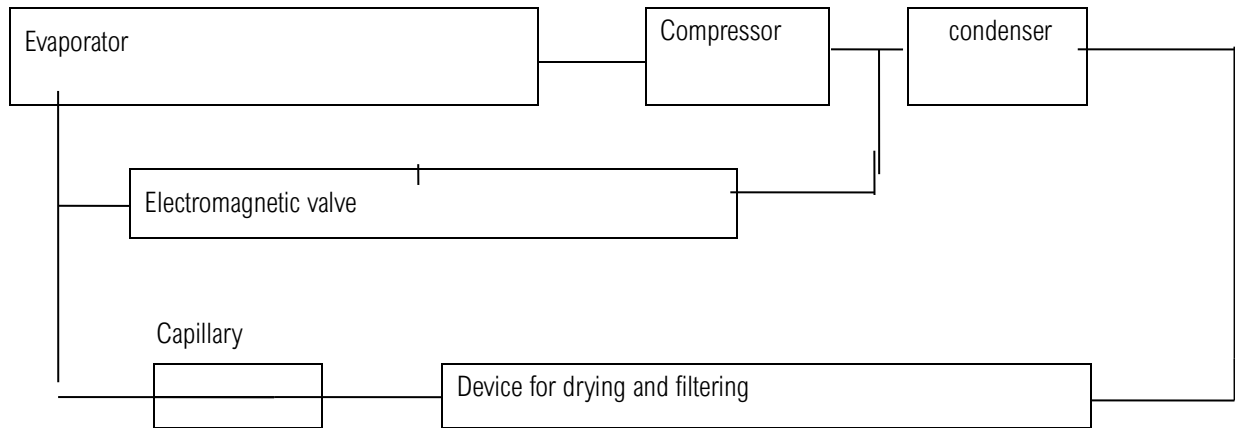 Evaporator
Compressor
condenser
Electromagnetic valve
Capillary
Device for drying and filtering